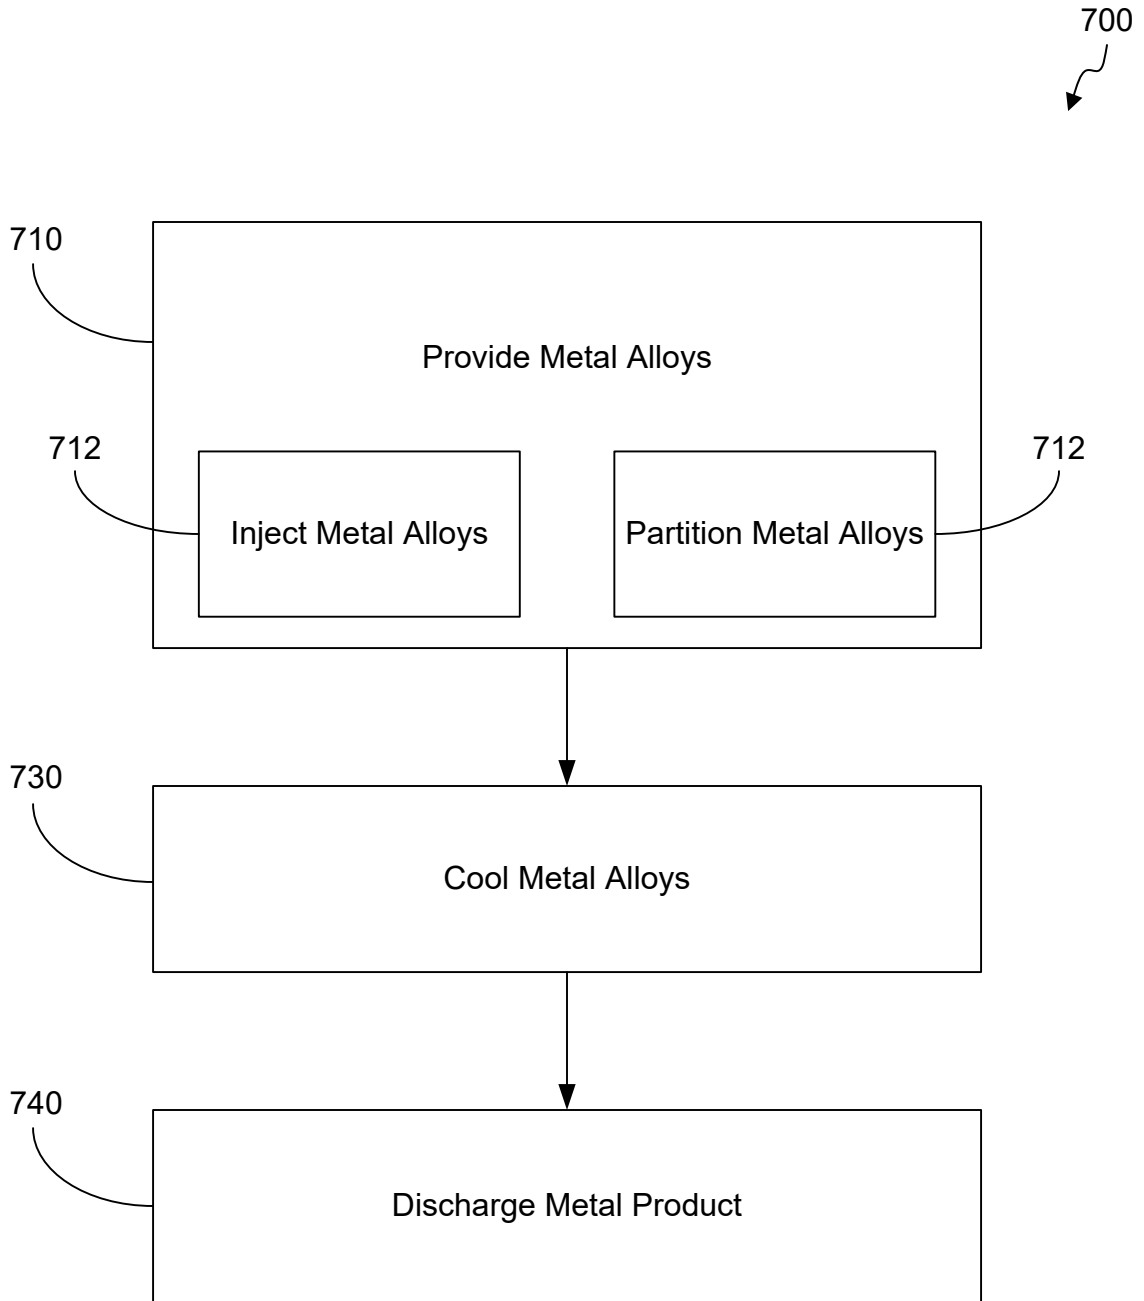 700
710
Provide Metal Alloys
712
712
Inject Metal Alloys
Partition Metal Alloys
730
Cool Metal Alloys
740
Discharge Metal Product